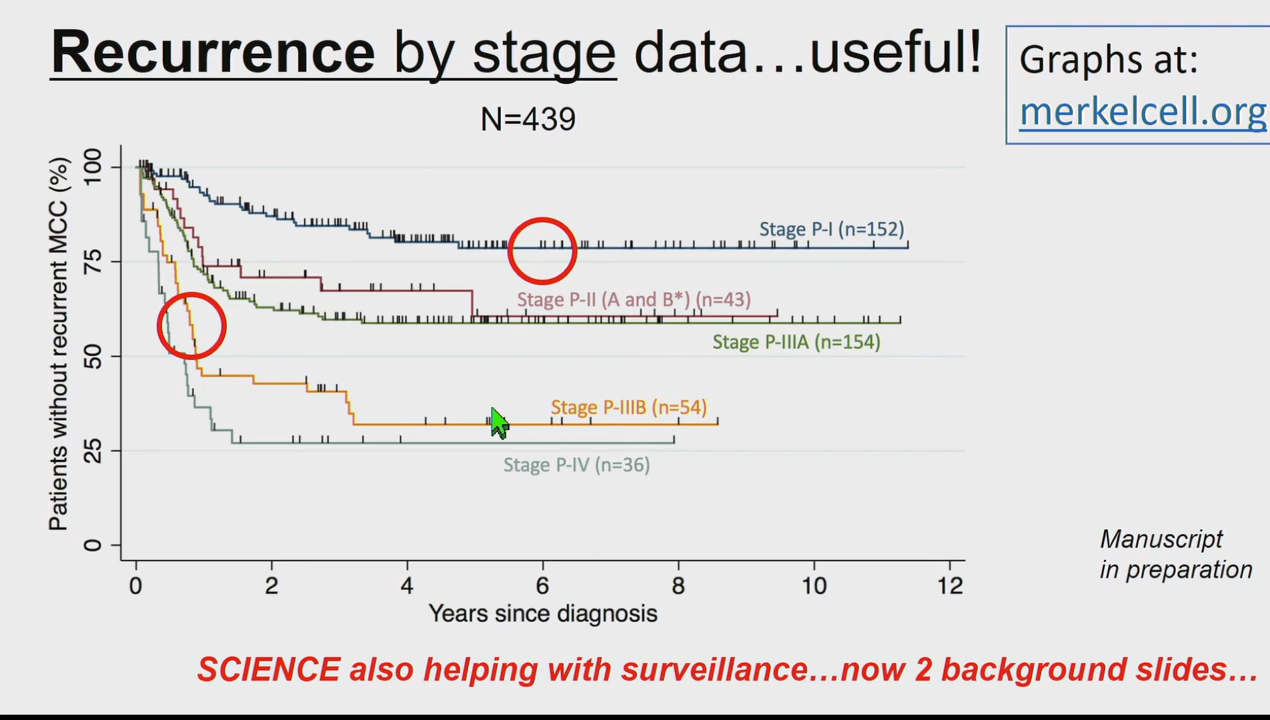 Recurrence by stage data…useful!
Graphs at:
merkelcell.org
N=439
Patients without recurrent MCC (%)
100
75
50
25
0
Stage P-I (n=152)
Stage P-II (A and B*) (n=43)
Stage P-IIIA (n=154)
Stage P-IIIB (n=54)
Stage P-IV (n=36)
0 2 4 6 8 10 12
Years since diagnosis
Manuscript
in preparation
SCIENCE also helping with surveillance…now 2 background slides…